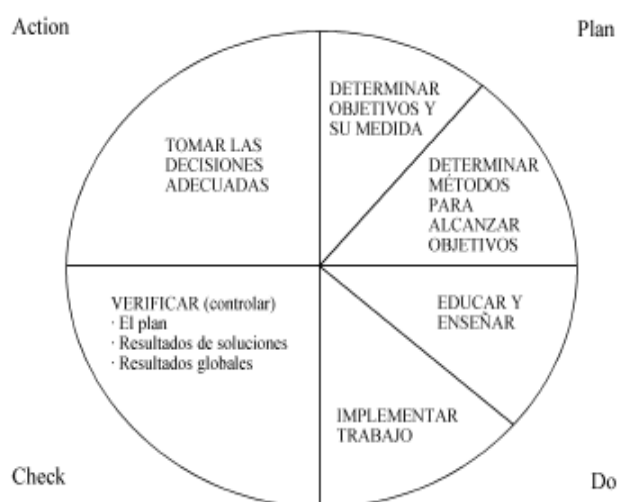 Action
Plan
DETERMINAR
OBJETIVOS Y
SU MEDIDA
TOMAR LAS
DECISIONES
ADECUADAS
DETERMINAR
MÉTODOS
PARA
ALCANZAR
OBJETIVOS
VERIFICAR (controlar)
· El plan
· Resultados de soluciones
· Resultados globales
EDUCAR Y
ENSEÑAR
IMPLEMENTAR
TRABAJO
Check
Do